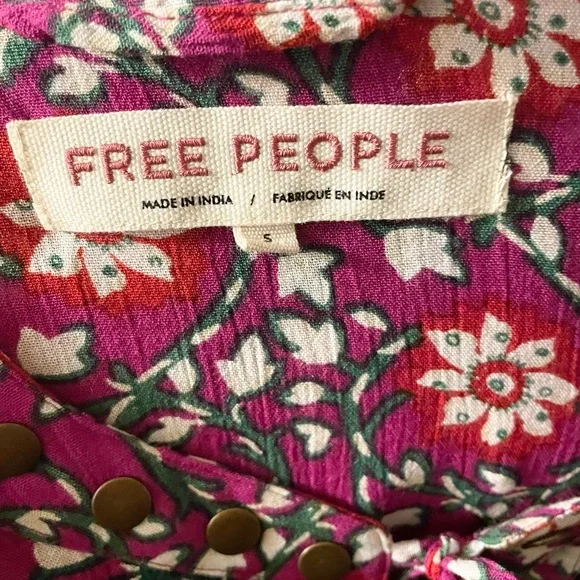 FREE PEOPLE
MADE IN INDIA / FABRIQUÉ EN INDE
S